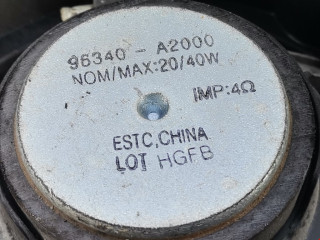 96340 - A2000
NOM/MAX:20/40W
IMP:4Ω
ESTC,CHINA
LOT HGFB